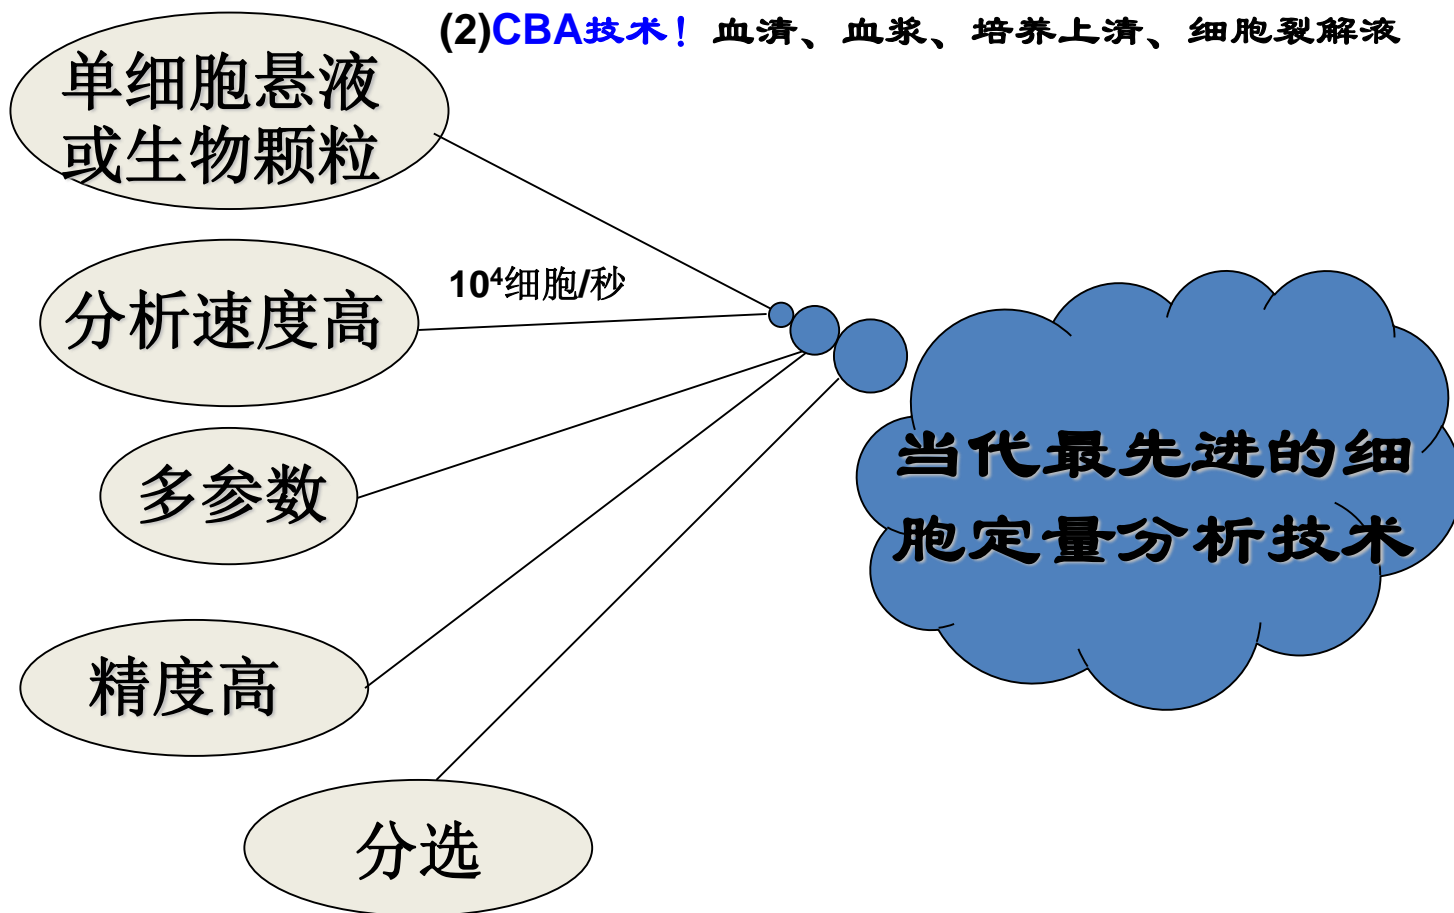 (2)CBA技术！血清、血浆、培养上清、细胞裂解液
单细胞悬液
或生物颗粒
10⁴细胞/秒
分析速度高
多参数
当代最先进的细
胞定量分析技术
精度高
分选